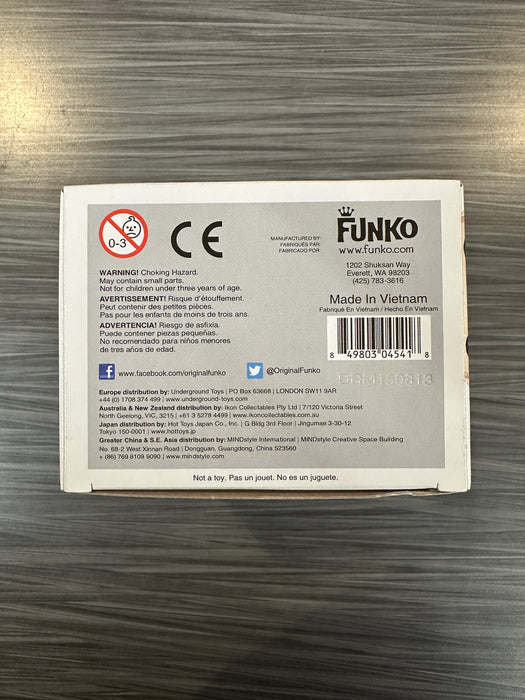 0-3
CE
MANUFACTURED BY:
FABRIQUÉS PAR:
FABRICADO POR:
FUNKO
www.funko.com
1202 Shuksan Way
Everett, WA 98203
(425) 783-3616
WARNING! Choking Hazard.
May contain small parts.
Not for children under three years of age.
AVERTISSEMENT! Risque d'étouffement.
Peut contenir des petites pièces.
Pas pour les enfants de moins de trois ans.
ADVERTENCIA! Riesgo de asfixia.
Puede contener piezas pequeñas.
No recomendado para niños menores
de tres años de edad.
Made In Vietnam
Fabriqué En Vietnam / Hecho En Vietnam
8 49803 04541 8
www.facebook.com/originalfunko
@OriginalFunko
Europe distribution by: Underground Toys | PO Box 63668 | LONDON SW11 9AR
+44 (0) 1708 374 499 | www.underground-toys.com
Australia & New Zealand distribution by: Ikon Collectables Pty Ltd | 7/120 Victoria Street
North Geelong, VIC, 3215 | +61 3 5278 4499 | www.ikoncollectables.com
Japan distribution by: Hot Toys Japan Co., Inc. | G Bldg 3rd Floor | Jingumae 3-30-12
Tokyo 150-0001 | www.hottoys.jp
Greater China & S.E. Asia distribution by: MINDstyle International | MINDstyle Creative Space Building
No. 68-2 West Xinnan Road | Dongguan, Guangdong, China 523560
+ (86) 769 8109 9090 | www.mindstyle.com
Not a toy. Pas un jouet. No es un juguete.